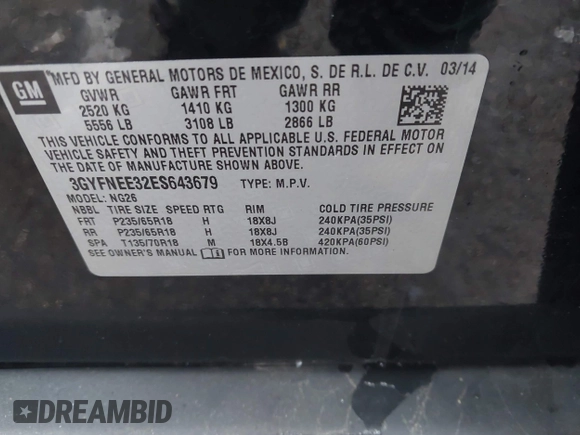 GM
MFD BY GENERAL MOTORS DE MEXICO, S. DE R.L. DE C.V. 03/14
GVWR GAWR FRT GAWR RR
2520 KG 1410 KG 1300 KG
5556 LB 3108 LB 2866 LB
THIS VEHICLE CONFORMS TO ALL APPLICABLE U.S. FEDERAL MOTOR
VEHICLE SAFETY AND THEFT PREVENTION STANDARDS IN EFFECT ON
THE DATE OF MANUFACTURE SHOWN ABOVE.
3GYFNEE32ES643679 TYPE: M.P.V.
MODEL: NG26
NBBL TIRE SIZE SPEED RTG RIM COLD TIRE PRESSURE
FRT P235/65R18 H 18X8J 240KPA(35PSI)
RR P235/65R18 H 18X8J 240KPA(35PSI)
SPA T135/70R18 M 18X4.5B 420KPA(60PSI)
SEE OWNER'S MANUAL FOR MORE INFORMATION.
DREAMBID